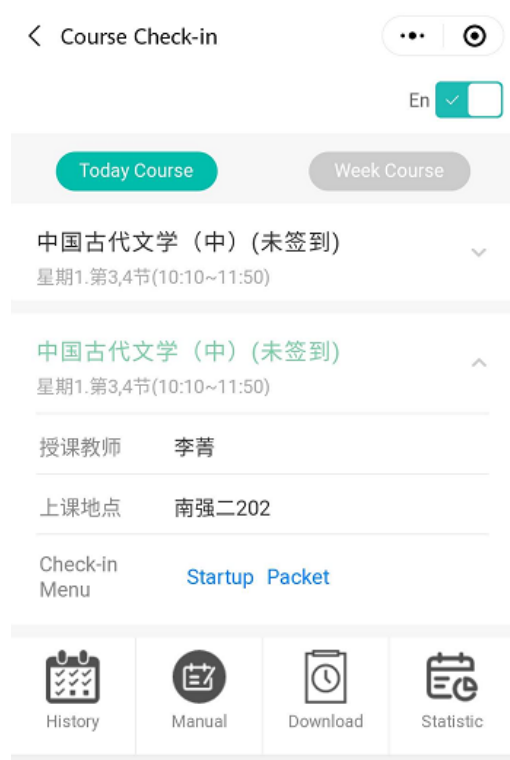 Course Check-in
En
Today Course
Week Course
中国古代文学（中）(未签到)
星期1.第3,4节(10:10~11:50)
中国古代文学（中）(未签到)
星期1.第3,4节(10:10~11:50)
授课教师 李菁
上课地点 南强二202
Check-in Menu
Startup Packet
History
Manual
Download
Statistic